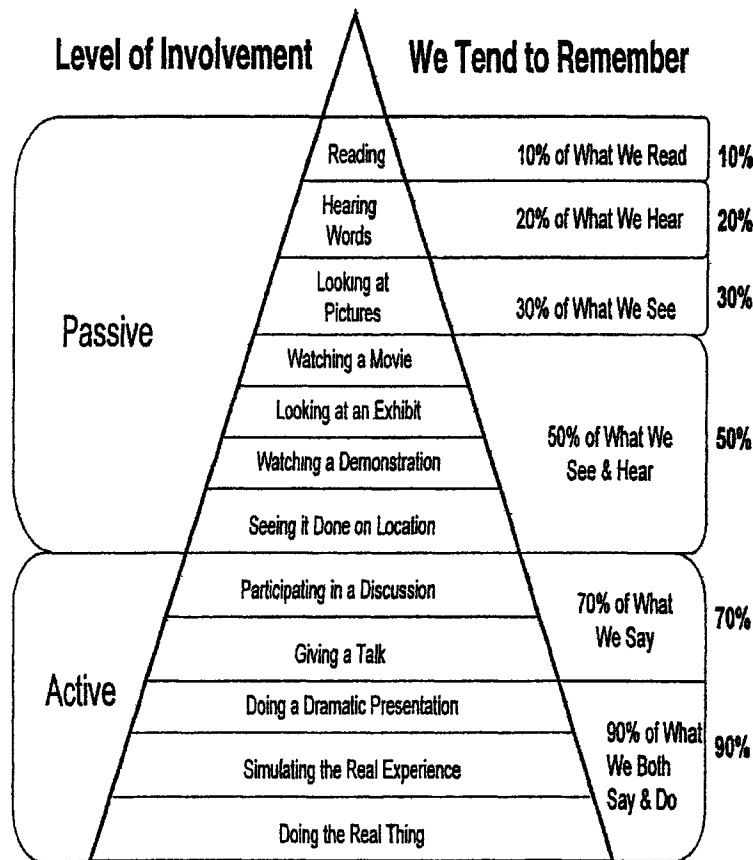 Level of Involvement
We Tend to Remember
Reading
10% of What We Read
10%
Hearing
Words
20% of What We Hear
20%
Looking at
Pictures
30% of What We See
30%
Passive
Watching a Movie
Looking at an Exhibit
Watching a Demonstration
Seeing it Done on Location
50% of What We
See & Hear
50%
Active
Participating in a Discussion
Giving a Talk
70% of What
We Say
70%
Doing a Dramatic Presentation
Simulating the Real Experience
Doing the Real Thing
90% of What
We Both
Say & Do
90%